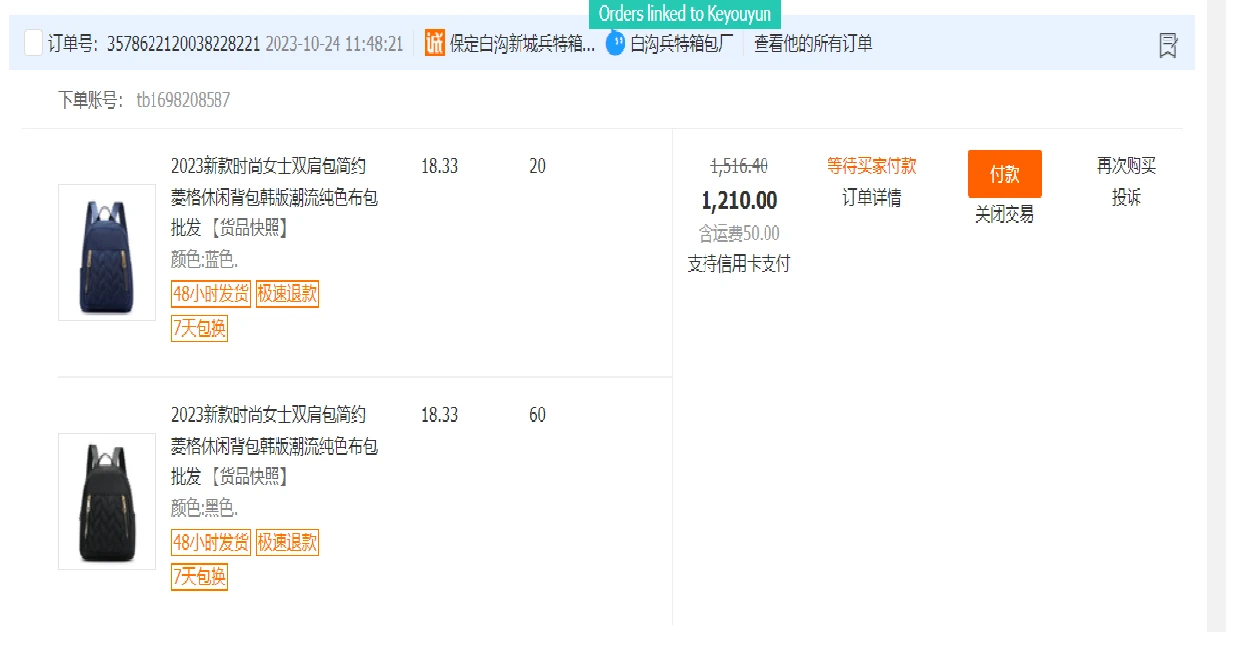 Orders linked to Keyouyun
订单号: 3578622120038228221 2023-10-24 11:48:21 诚 保定白沟新城兵特箱... 白沟兵特箱包厂 查看他的所有订单
下单账号: tb1698208587
2023新款时尚女士双肩包简约 18.33 20 1,516.40 等待买家付款 付款 再次购买
菱格休闲背包韩版潮流纯色布包 1,210.00 订单详情 关闭交易 投诉
批发 【货品快照】 含运费50.00
颜色:蓝色. 支持信用卡支付
48小时发货 极速退款
7天包换
2023新款时尚女士双肩包简约 18.33 60
菱格休闲背包韩版潮流纯色布包
批发 【货品快照】
颜色:黑色.
48小时发货 极速退款
7天包换